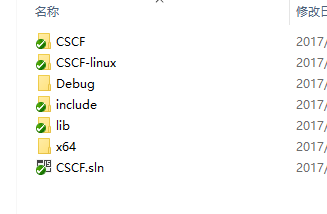 名称 修改日
CSCF 2017/
CSCF-linux 2017/
Debug 2017/
include 2017/
lib 2017/
x64 2017/
CSCF.sln 2017/